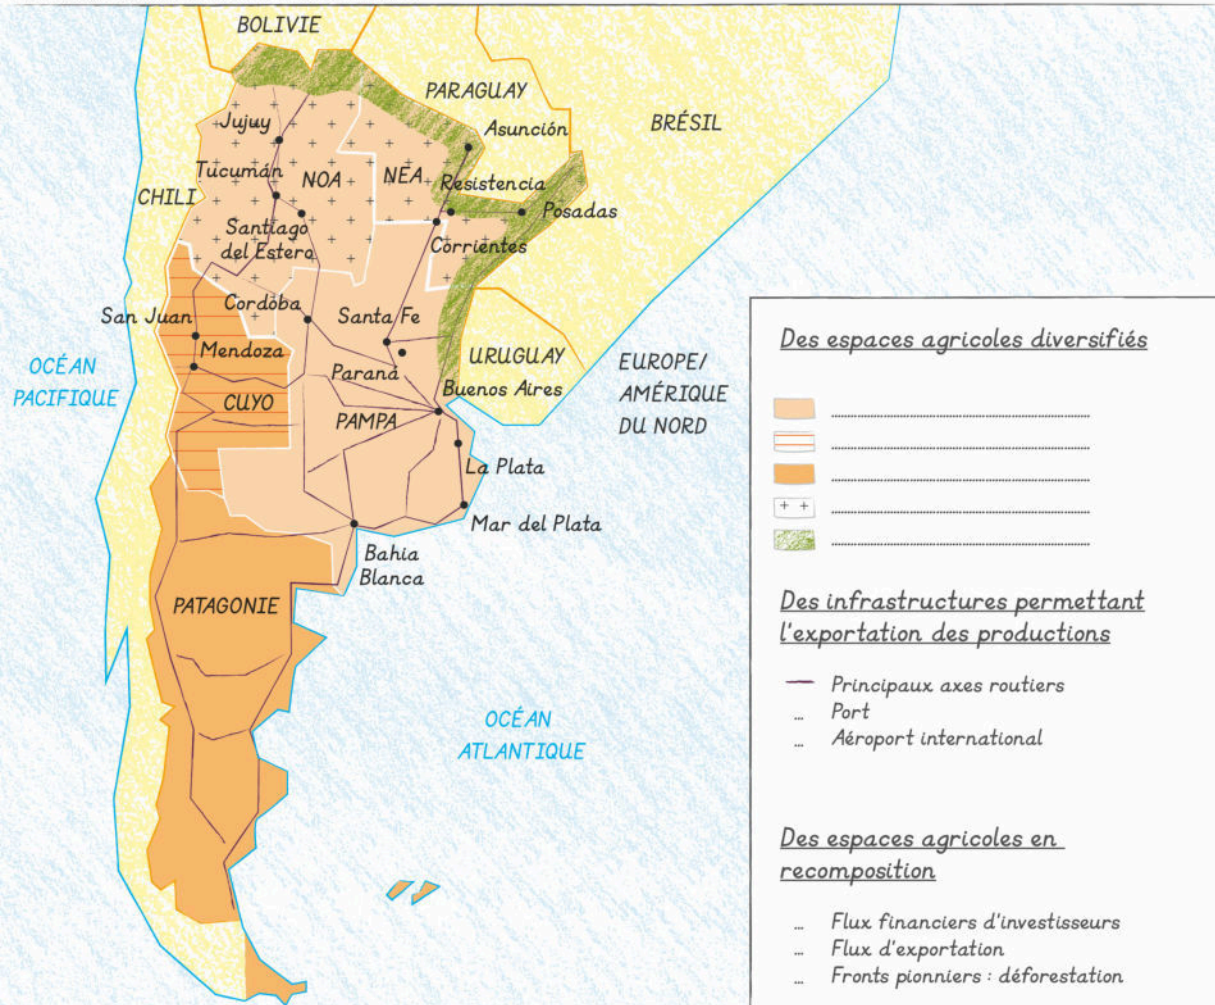 BOLIVIE
PARAGUAY
BRÉSIL
Jujuy
Asunción
Tucumán
NOA
NEA
Resistencia
CHILI
Posadas
Santiago
del Estero
Corrientes
Cordoba
Santa Fe
San Juan
Mendoza
URUGUAY
EUROPE/
AMÉRIQUE
DU NORD
OCÉAN
PACIFIQUE
Paraná
Buenos Aires
CUYO
PAMPA
La Plata
Mar del Plata
Bahia
Blanca
PATAGONIE
OCÉAN
ATLANTIQUE
Des espaces agricoles diversifiés
Des infrastructures permettant
l'exportation des productions
Principaux axes routiers
... Port
... Aéroport international
Des espaces agricoles en
recomposition
... Flux financiers d'investisseurs
... Flux d'exportation
... Fronts pionniers : déforestation